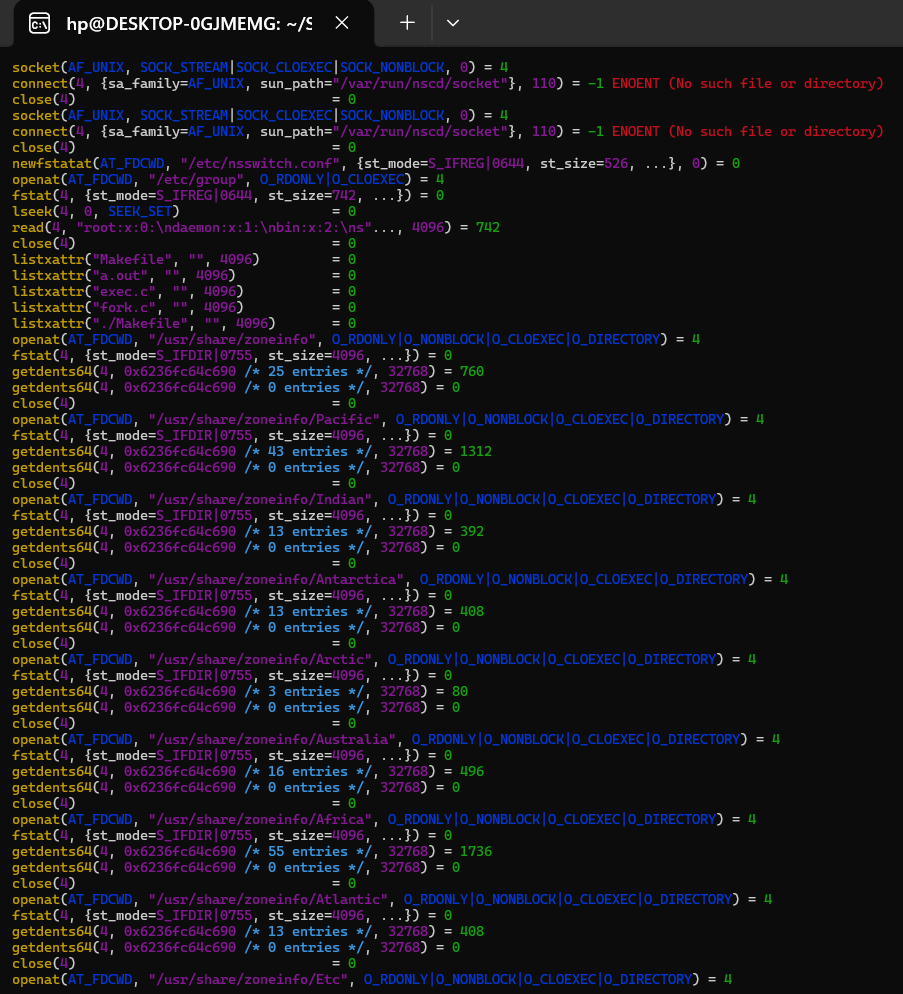 hp@DESKTOP-0GJMEMG: ~/S
socket(AF_UNIX, SOCK_STREAM|SOCK_CLOEXEC|SOCK_NONBLOCK, 0) = 4
connect(4, {sa_family=AF_UNIX, sun_path="/var/run/nscd/socket"}, 110) = -1 ENOENT (No such file or directory)
close(4)                                = 0
socket(AF_UNIX, SOCK_STREAM|SOCK_CLOEXEC|SOCK_NONBLOCK, 0) = 4
connect(4, {sa_family=AF_UNIX, sun_path="/var/run/nscd/socket"}, 110) = -1 ENOENT (No such file or directory)
close(4)                                = 0
newfstatat(AT_FDCWD, "/etc/nsswitch.conf", {st_mode=S_IFREG|0644, st_size=526, ...}, 0) = 0
openat(AT_FDCWD, "/etc/group", O_RDONLY|O_CLOEXEC) = 4
fstat(4, {st_mode=S_IFREG|0644, st_size=742, ...}) = 0
lseek(4, 0, SEEK_SET)                   = 0
read(4, "root:x:0:\ndaemon:x:1:\nbin:x:2:\ns"..., 4096) = 742
close(4)                                = 0
listxattr("Makefile", "", 4096)         = 0
listxattr("a.out", "", 4096)            = 0
listxattr("exec.c", "", 4096)           = 0
listxattr("fork.c", "", 4096)           = 0
listxattr("./Makefile", "", 4096)       = 0
openat(AT_FDCWD, "/usr/share/zoneinfo", O_RDONLY|O_NONBLOCK|O_CLOEXEC|O_DIRECTORY) = 4
fstat(4, {st_mode=S_IFDIR|0755, st_size=4096, ...}) = 0
getdents64(4, 0x6236fc64c690 /* 25 entries */, 32768) = 760
getdents64(4, 0x6236fc64c690 /* 0 entries */, 32768) = 0
close(4)                                = 0
openat(AT_FDCWD, "/usr/share/zoneinfo/Pacific", O_RDONLY|O_NONBLOCK|O_CLOEXEC|O_DIRECTORY) = 4
fstat(4, {st_mode=S_IFDIR|0755, st_size=4096, ...}) = 0
getdents64(4, 0x6236fc64c690 /* 43 entries */, 32768) = 1312
getdents64(4, 0x6236fc64c690 /* 0 entries */, 32768) = 0
close(4)                                = 0
openat(AT_FDCWD, "/usr/share/zoneinfo/Indian", O_RDONLY|O_NONBLOCK|O_CLOEXEC|O_DIRECTORY) = 4
fstat(4, {st_mode=S_IFDIR|0755, st_size=4096, ...}) = 0
getdents64(4, 0x6236fc64c690 /* 13 entries */, 32768) = 392
getdents64(4, 0x6236fc64c690 /* 0 entries */, 32768) = 0
close(4)                                = 0
openat(AT_FDCWD, "/usr/share/zoneinfo/Antarctica", O_RDONLY|O_NONBLOCK|O_CLOEXEC|O_DIRECTORY) = 4
fstat(4, {st_mode=S_IFDIR|0755, st_size=4096, ...}) = 0
getdents64(4, 0x6236fc64c690 /* 13 entries */, 32768) = 408
getdents64(4, 0x6236fc64c690 /* 0 entries */, 32768) = 0
close(4)                                = 0
openat(AT_FDCWD, "/usr/share/zoneinfo/Arctic", O_RDONLY|O_NONBLOCK|O_CLOEXEC|O_DIRECTORY) = 4
fstat(4, {st_mode=S_IFDIR|0755, st_size=4096, ...}) = 0
getdents64(4, 0x6236fc64c690 /* 3 entries */, 32768) = 80
getdents64(4, 0x6236fc64c690 /* 0 entries */, 32768) = 0
close(4)                                = 0
openat(AT_FDCWD, "/usr/share/zoneinfo/Australia", O_RDONLY|O_NONBLOCK|O_CLOEXEC|O_DIRECTORY) = 4
fstat(4, {st_mode=S_IFDIR|0755, st_size=4096, ...}) = 0
getdents64(4, 0x6236fc64c690 /* 16 entries */, 32768) = 496
getdents64(4, 0x6236fc64c690 /* 0 entries */, 32768) = 0
close(4)                                = 0
openat(AT_FDCWD, "/usr/share/zoneinfo/Africa", O_RDONLY|O_NONBLOCK|O_CLOEXEC|O_DIRECTORY) = 4
fstat(4, {st_mode=S_IFDIR|0755, st_size=4096, ...}) = 0
getdents64(4, 0x6236fc64c690 /* 55 entries */, 32768) = 1736
getdents64(4, 0x6236fc64c690 /* 0 entries */, 32768) = 0
close(4)                                = 0
openat(AT_FDCWD, "/usr/share/zoneinfo/Atlantic", O_RDONLY|O_NONBLOCK|O_CLOEXEC|O_DIRECTORY) = 4
fstat(4, {st_mode=S_IFDIR|0755, st_size=4096, ...}) = 0
getdents64(4, 0x6236fc64c690 /* 13 entries */, 32768) = 408
getdents64(4, 0x6236fc64c690 /* 0 entries */, 32768) = 0
close(4)                                = 0
openat(AT_FDCWD, "/usr/share/zoneinfo/Etc", O_RDONLY|O_NONBLOCK|O_CLOEXEC|O_DIRECTORY) = 4